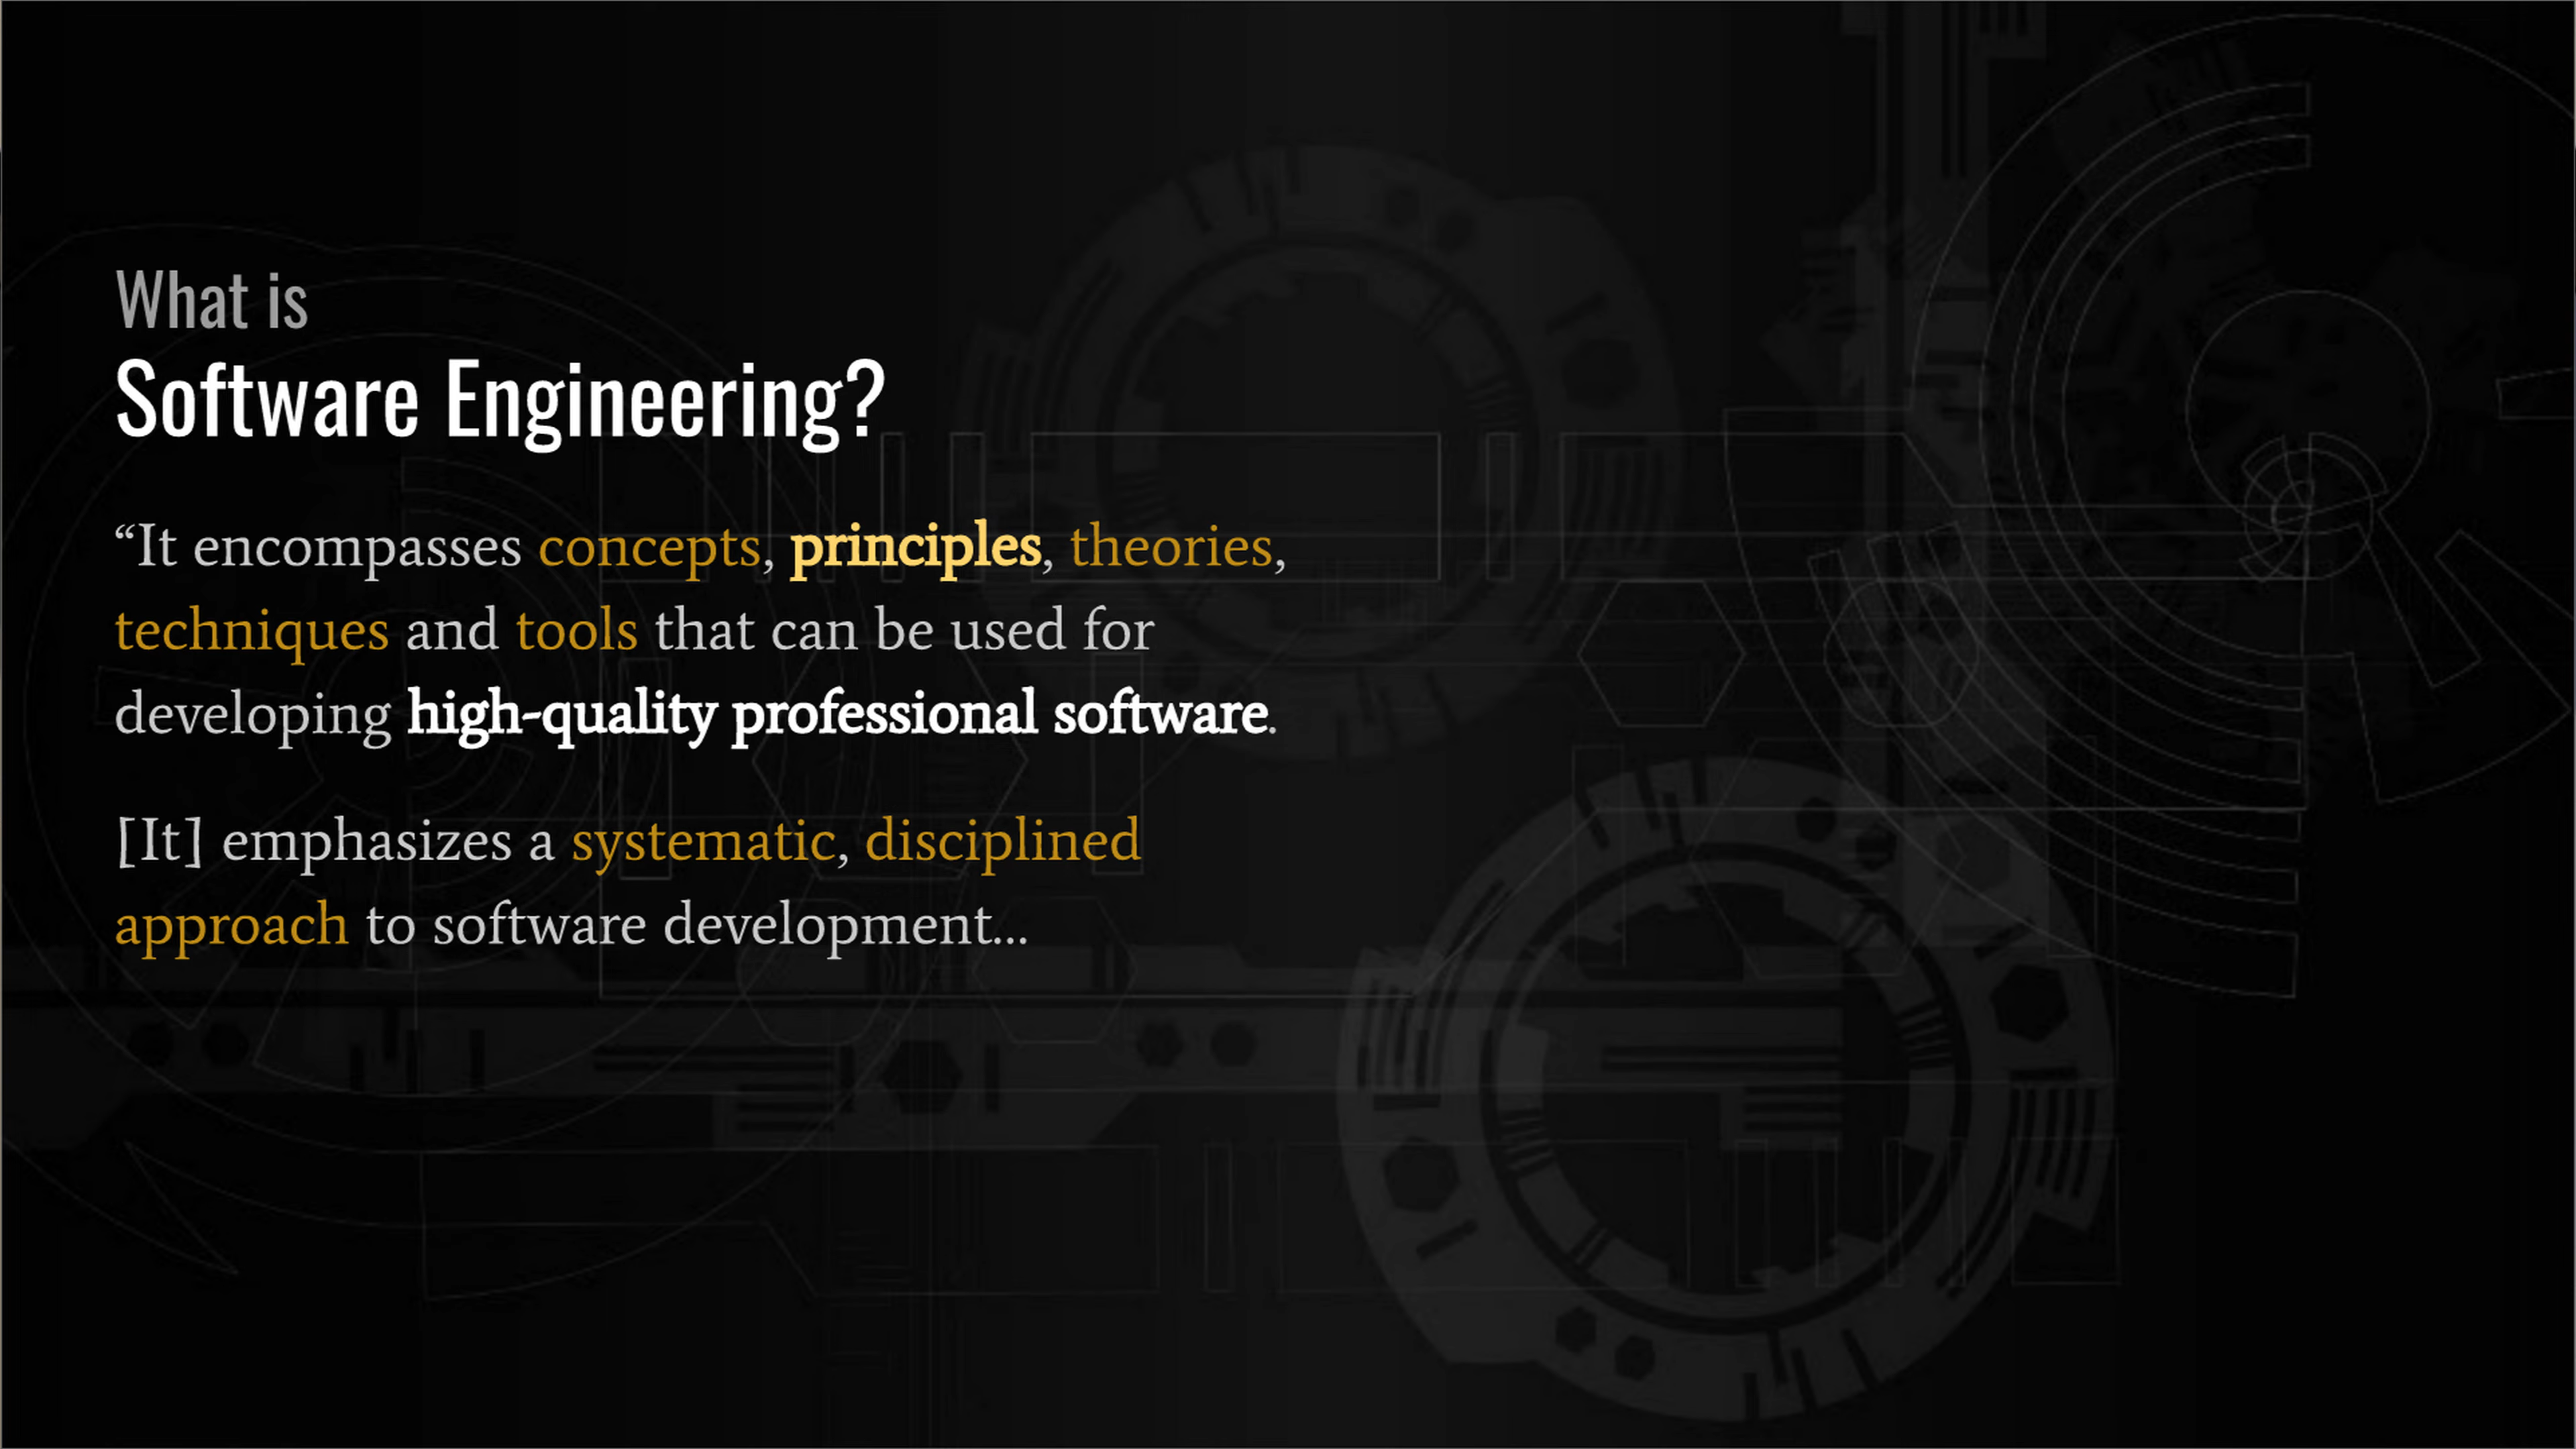 What is
Software Engineering?
“It encompasses concepts, principles, theories,
techniques and tools that can be used for
developing high-quality professional software.
[It] emphasizes a systematic, disciplined
approach to software development...